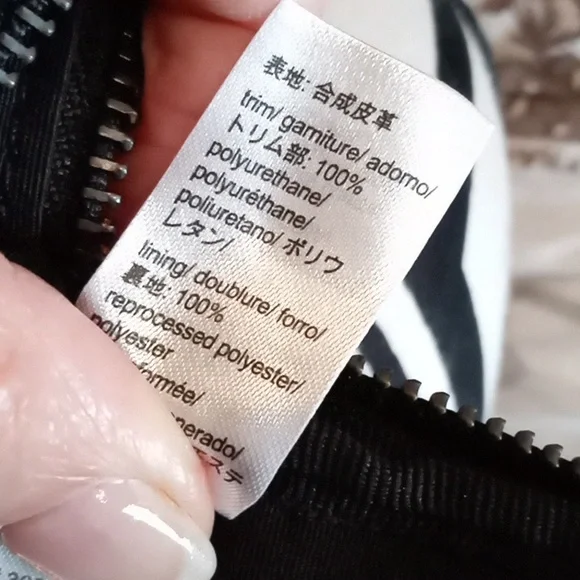 表地: 合成皮革
trim/ garniture/ adorno/
トリム部: 100%
polyurethane/
polyuréthane/
poliuretano/ ポリウ
レタン/
lining/ doublure/ forro/
裏地: 100%
reprocessed polyester/
polyester